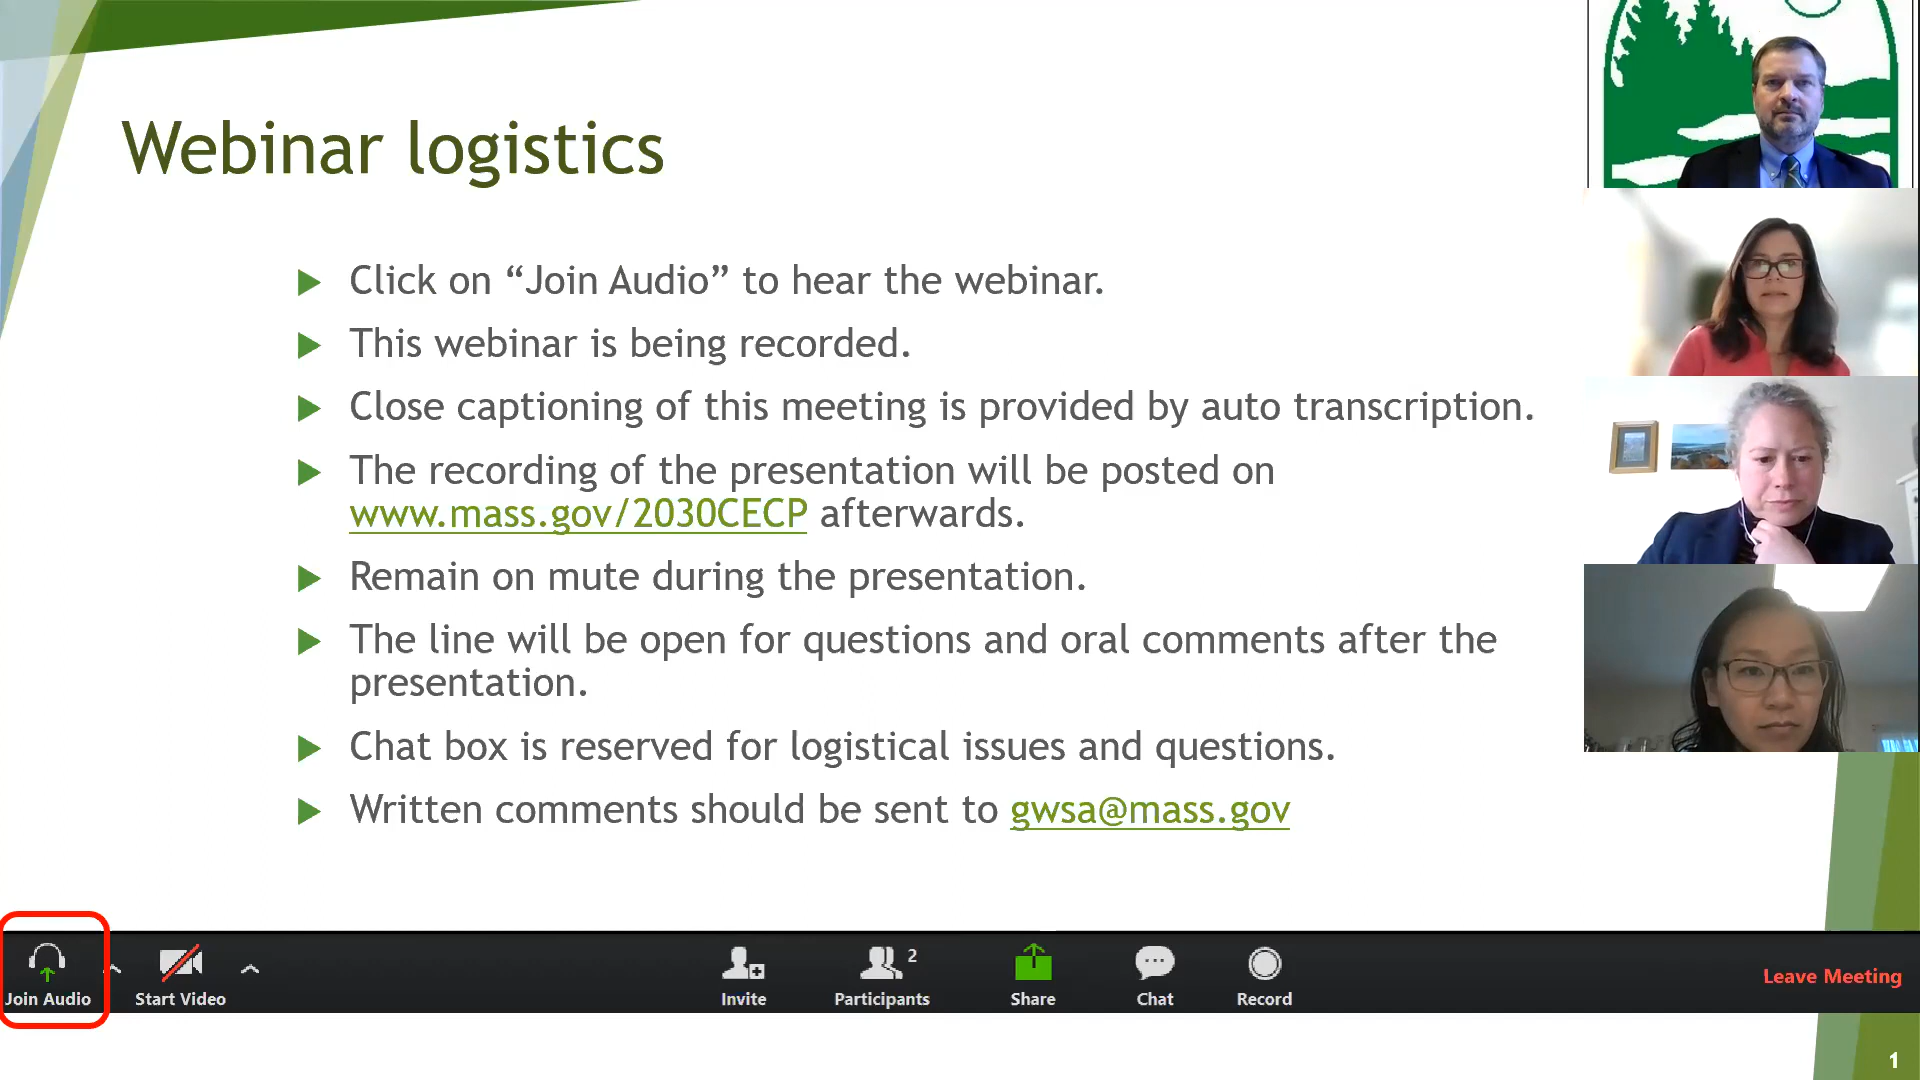 Webinar logistics
Click on “Join Audio” to hear the webinar.
This webinar is being recorded.
Close captioning of this meeting is provided by auto transcription.
The recording of the presentation will be posted on
www.mass.gov/2030CECP afterwards.
Remain on mute during the presentation.
The line will be open for questions and oral comments after the
presentation.
Chat box is reserved for logistical issues and questions.
Written comments should be sent to gwsa@mass.gov
Join Audio
Start Video
Invite
2
Participants
Share
Chat
Record
Leave Meeting
1